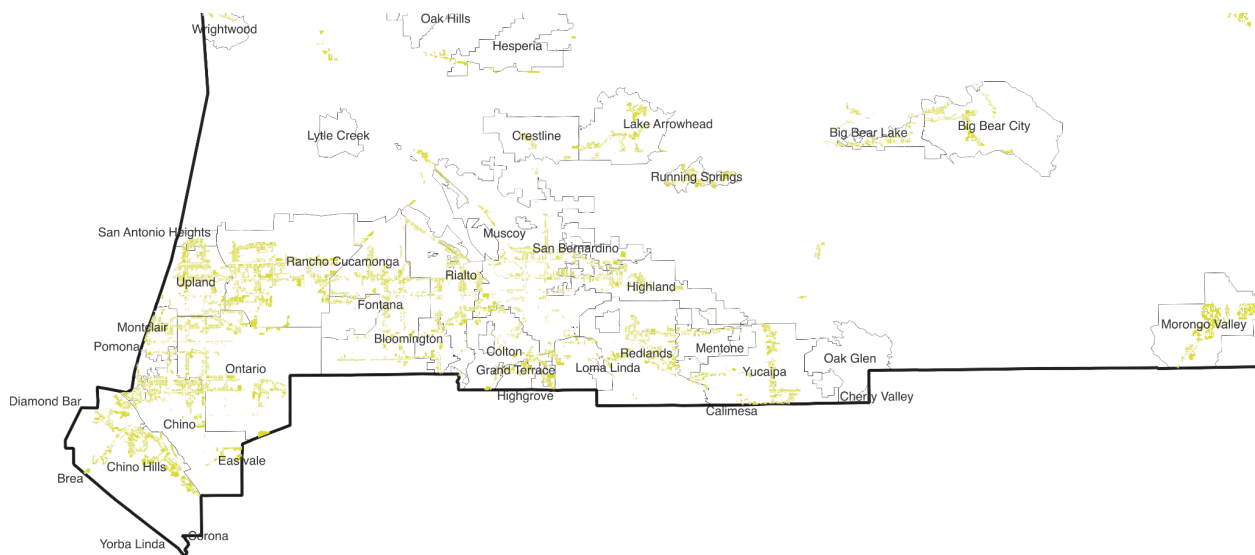 Oak Hills
Wrightwood
Hesperia
Lake Arrowhead
Big Bear City
Big Bear Lake
Lytle Creek
Crestline
Running Springs
San Antonio Heights
Muscoy
San Bernardino
Rancho Cucamonga
Rialto
Upland
Highland
Fontana
Montclair
Morongo Valley
Bloomington
Pomona
Colton
Redlands
Mentone
Oak Glen
Ontario
Grand Terrace
Loma Linda
Yucaipa
Highgrove
Cherry Valley
Diamond Bar
Calimesa
Chino
Eastvale
Chino Hills
Brea
Corona
Yorba Linda